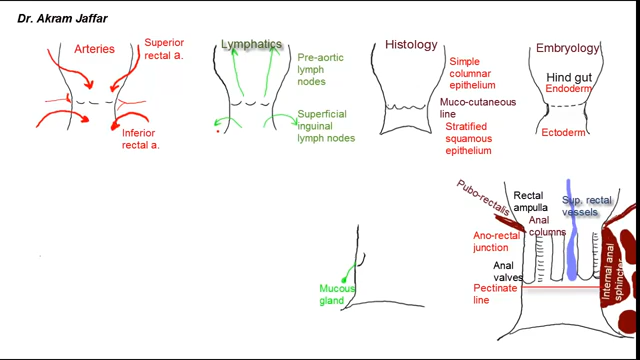 Dr. Akram Jaffar
Arteries
Superior
rectal a.
Inferior
rectal a.
Lymphatics
Pre-aortic
lymph
nodes
Superficial
inguinal
lymph nodes
Histology
Simple
columnar
epithelium
Muco-cutaneous
line
Stratified
squamous
epithelium
Embryology
Hind gut
Endoderm
Ectoderm
Mucous
gland
Pubo-rectalis
Rectal
ampulla
Anal
columns
Sup. rectal
vessels
Ano-rectal
junction
Anal
valves
Pectinate
line
Internal anal
sphincter